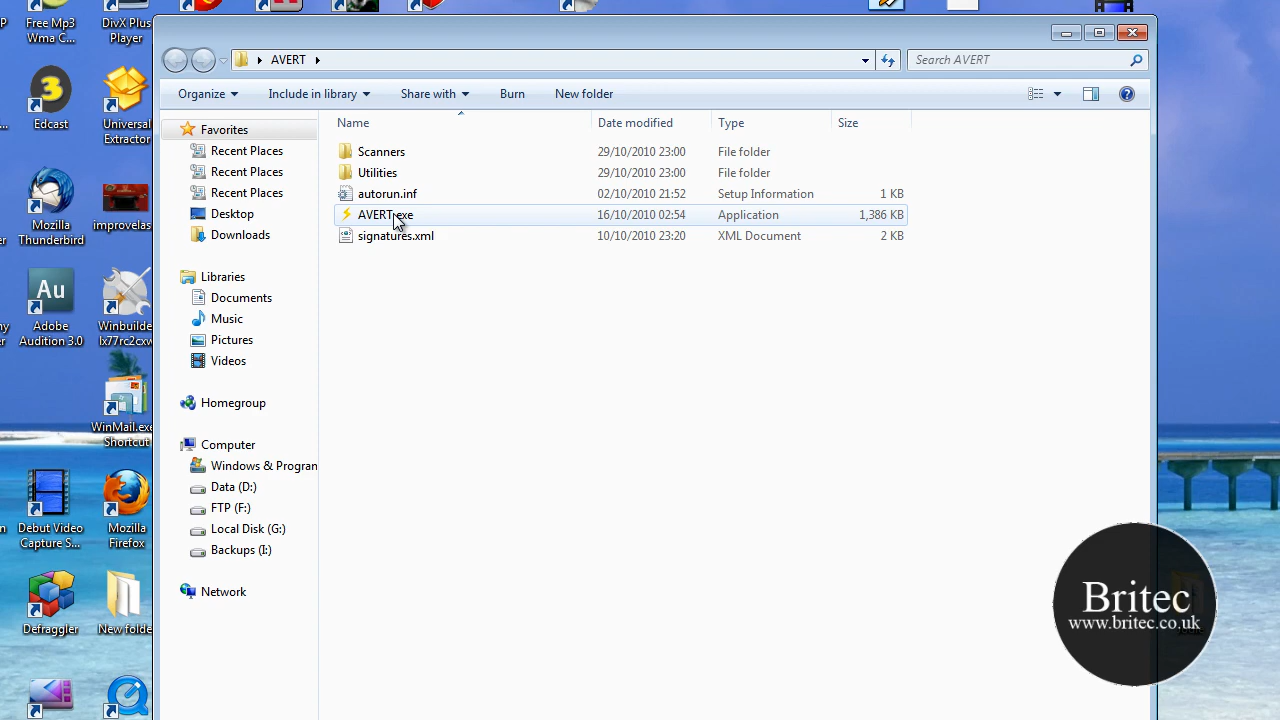 Free Mp3
Wma C...
DivX Plus
Player
AVERT
Search AVERT
Organize
Include in library
Share with
Burn
New folder
Name
Date modified
Type
Size
Favorites
Recent Places
Recent Places
Recent Places
Desktop
Downloads
Libraries
Documents
Music
Pictures
Videos
Homegroup
Computer
Windows & Program
Data (D:)
FTP (F:)
Local Disk (G:)
Backups (I:)
Network
Scanners 29/10/2010 23:00 File folder
Utilities 29/10/2010 23:00 File folder
autorun.inf 02/10/2010 21:52 Setup Information 1 KB
AVERT.exe 16/10/2010 02:54 Application 1,386 KB
signatures.xml 10/10/2010 23:20 XML Document 2 KB
3
Edcast
Universal
Extractor
Mozilla
Thunderbird
improvelas
Au
Adobe
Audition 3.0
Winbuilde
lx77rc2cxw
WinMail.exe
Shortcut
Debut Video
Capture S...
Mozilla
Firefox
Defraggler
New folde
Britec
www.britec.co.uk